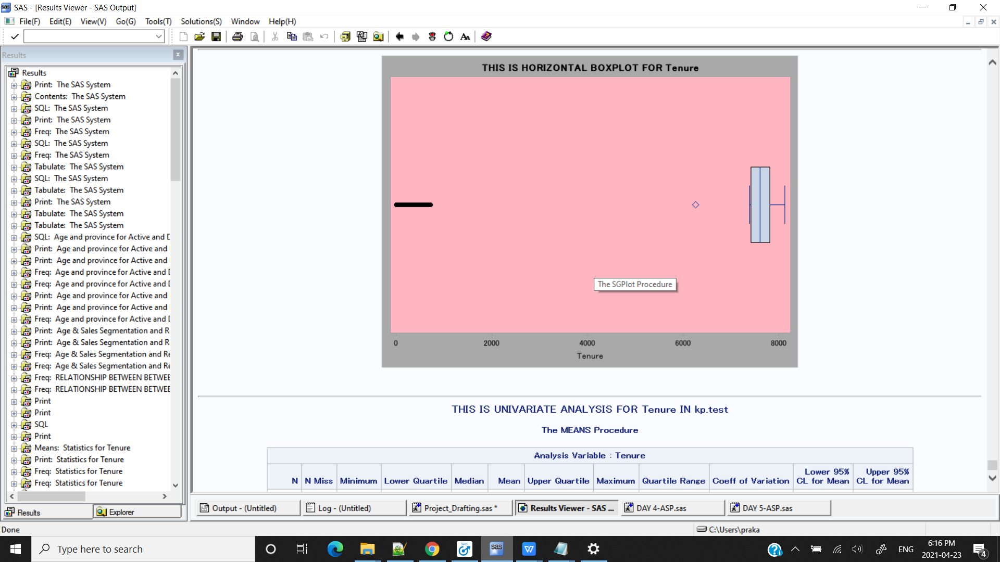 SAS - [Results Viewer - SAS Output]
File(F) Edit(E) View(V) Go(G) Tools(T) Solutions(S) Window Help(H)
Results
Results
Print: The SAS System
Contents: The SAS System
SQL: The SAS System
Print: The SAS System
Freq: The SAS System
SQL: The SAS System
Freq: The SAS System
Tabulate: The SAS System
SQL: The SAS System
Tabulate: The SAS System
Print: The SAS System
Tabulate: The SAS System
Tabulate: The SAS System
SQL: Age and province for Active and D
Print: Age and province for Active and
Print: Age and province for Active and
Freq: Age and province for Active and D
Freq: Age and province for Active and D
Print: Age and province for Active and
Print: Age and province for Active and
Freq: Age and province for Active and D
Print: Age & Sales Segmentation and R
Print: Age & Sales Segmentation and R
Freq: Age & Sales Segmentation and Re
Freq: Age & Sales Segmentation and Re
Freq: RELATIONSHIP BETWEEN BETWEE
Freq: RELATIONSHIP BETWEEN BETWEE
Print
Print
SQL
Print
Means: Statistics for Tenure
Print: Statistics for Tenure
Freq: Statistics for Tenure
Freq: Statistics for Tenure
Results Explorer
THIS IS HORIZONTAL BOXPLOT FOR Tenure
The SGPlot Procedure
0 2000 4000 6000 8000
Tenure
THIS IS UNIVARIATE ANALYSIS FOR Tenure IN kp.test
The MEANS Procedure
Analysis Variable : Tenure
N N Miss Minimum Lower Quartile Median Mean Upper Quartile Maximum Quartile Range Coeff of Variation Lower 95% CL for Mean Upper 95% CL for Mean
Output - (Untitled) Log - (Untitled) Project_Drafting.sas * Results Viewer - SAS ... DAY 4-ASP.sas DAY 5-ASP.sas
Done C:\Users\praka
Type here to search
ENG
6:16 PM
2021-04-23
4